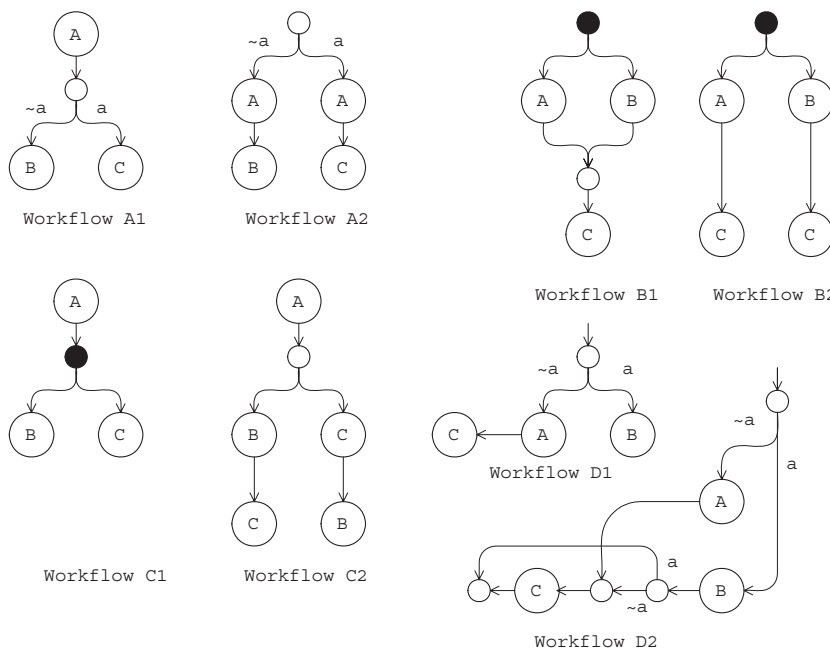 A
~a a
B C
Workflow A1
~a a
A A
B C
Workflow A2
A B
C
Workflow B1
A B
C C
Workflow B2
A
B C
Workflow C1
A
B C
C B
Workflow C2
~a a
C A B
Workflow D1
~a
a
A
a
C ~a B
Workflow D2